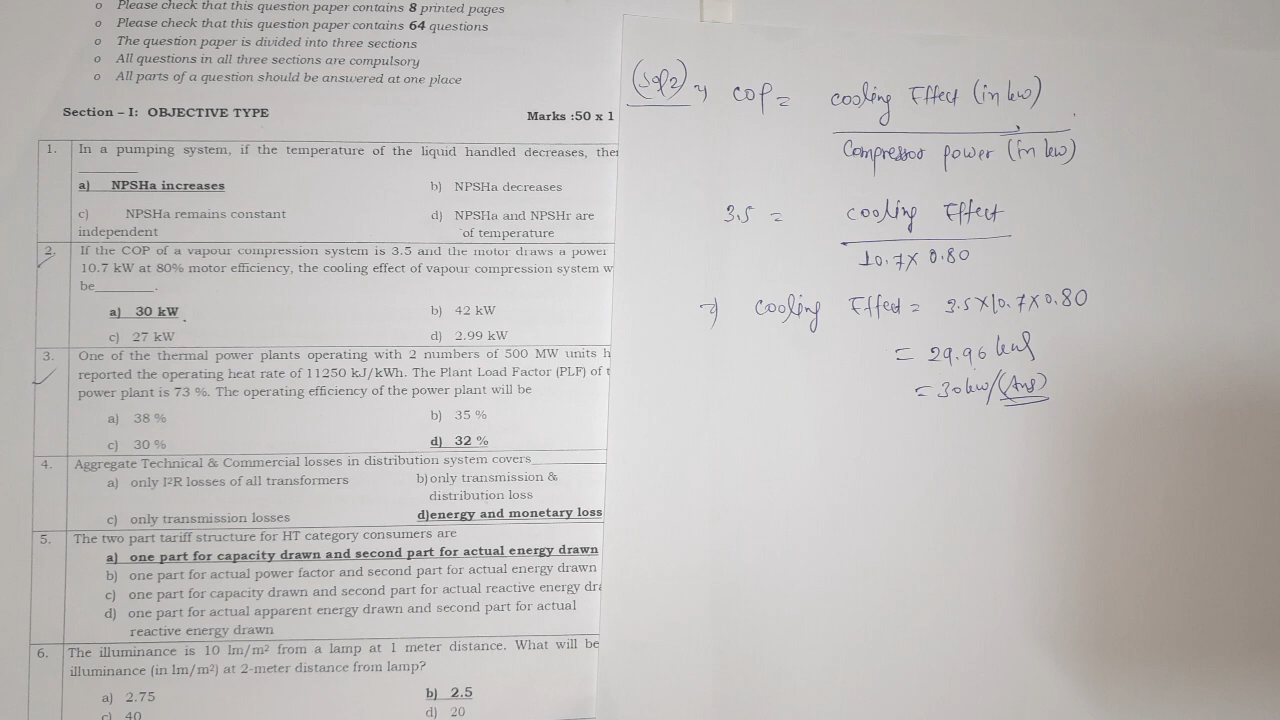 o Please check that this question paper contains 8 printed pages
o Please check that this question paper contains 64 questions
o The question paper is divided into three sections
o All questions in all three sections are compulsory
o All parts of a question should be answered at one place
Section – I: OBJECTIVE TYPE Marks :50 x 1
1. In a pumping system, if the temperature of the liquid handled decreases, then
________
a) NPSHa increases b) NPSHa decreases
c) NPSHa remains constant d) NPSHa and NPSHr are
independent of temperature
2. If the COP of a vapour compression system is 3.5 and the motor draws a power
10.7 kW at 80% motor efficiency, the cooling effect of vapour compression system w
be________.
a) 30 kW b) 42 kW
c) 27 kW d) 2.99 kW
3. One of the thermal power plants operating with 2 numbers of 500 MW units h
reported the operating heat rate of 11250 kJ/kWh. The Plant Load Factor (PLF) of t
power plant is 73 %. The operating efficiency of the power plant will be
a) 38 % b) 35 %
c) 30 % d) 32 %
4. Aggregate Technical & Commercial losses in distribution system covers________
a) only I²R losses of all transformers b) only transmission &
distribution loss
c) only transmission losses d)energy and monetary loss
5. The two part tariff structure for HT category consumers are
a) one part for capacity drawn and second part for actual energy drawn
b) one part for actual power factor and second part for actual energy drawn
c) one part for capacity drawn and second part for actual reactive energy dra
d) one part for actual apparent energy drawn and second part for actual
reactive energy drawn
6. The illuminance is 10 lm/m² from a lamp at 1 meter distance. What will be
illuminance (in lm/m²) at 2-meter distance from lamp?
a) 2.75 b) 2.5
c) 40 d) 20
(Sol2) → COP = cooling Effect (in kw)
Compressor power (in kw)
3.5 = cooling Effect
10.7 x 0.80
⇒ cooling Effect = 3.5 x 10.7 x 0.80
= 29.96 kw
= 30 kw/(Ans)